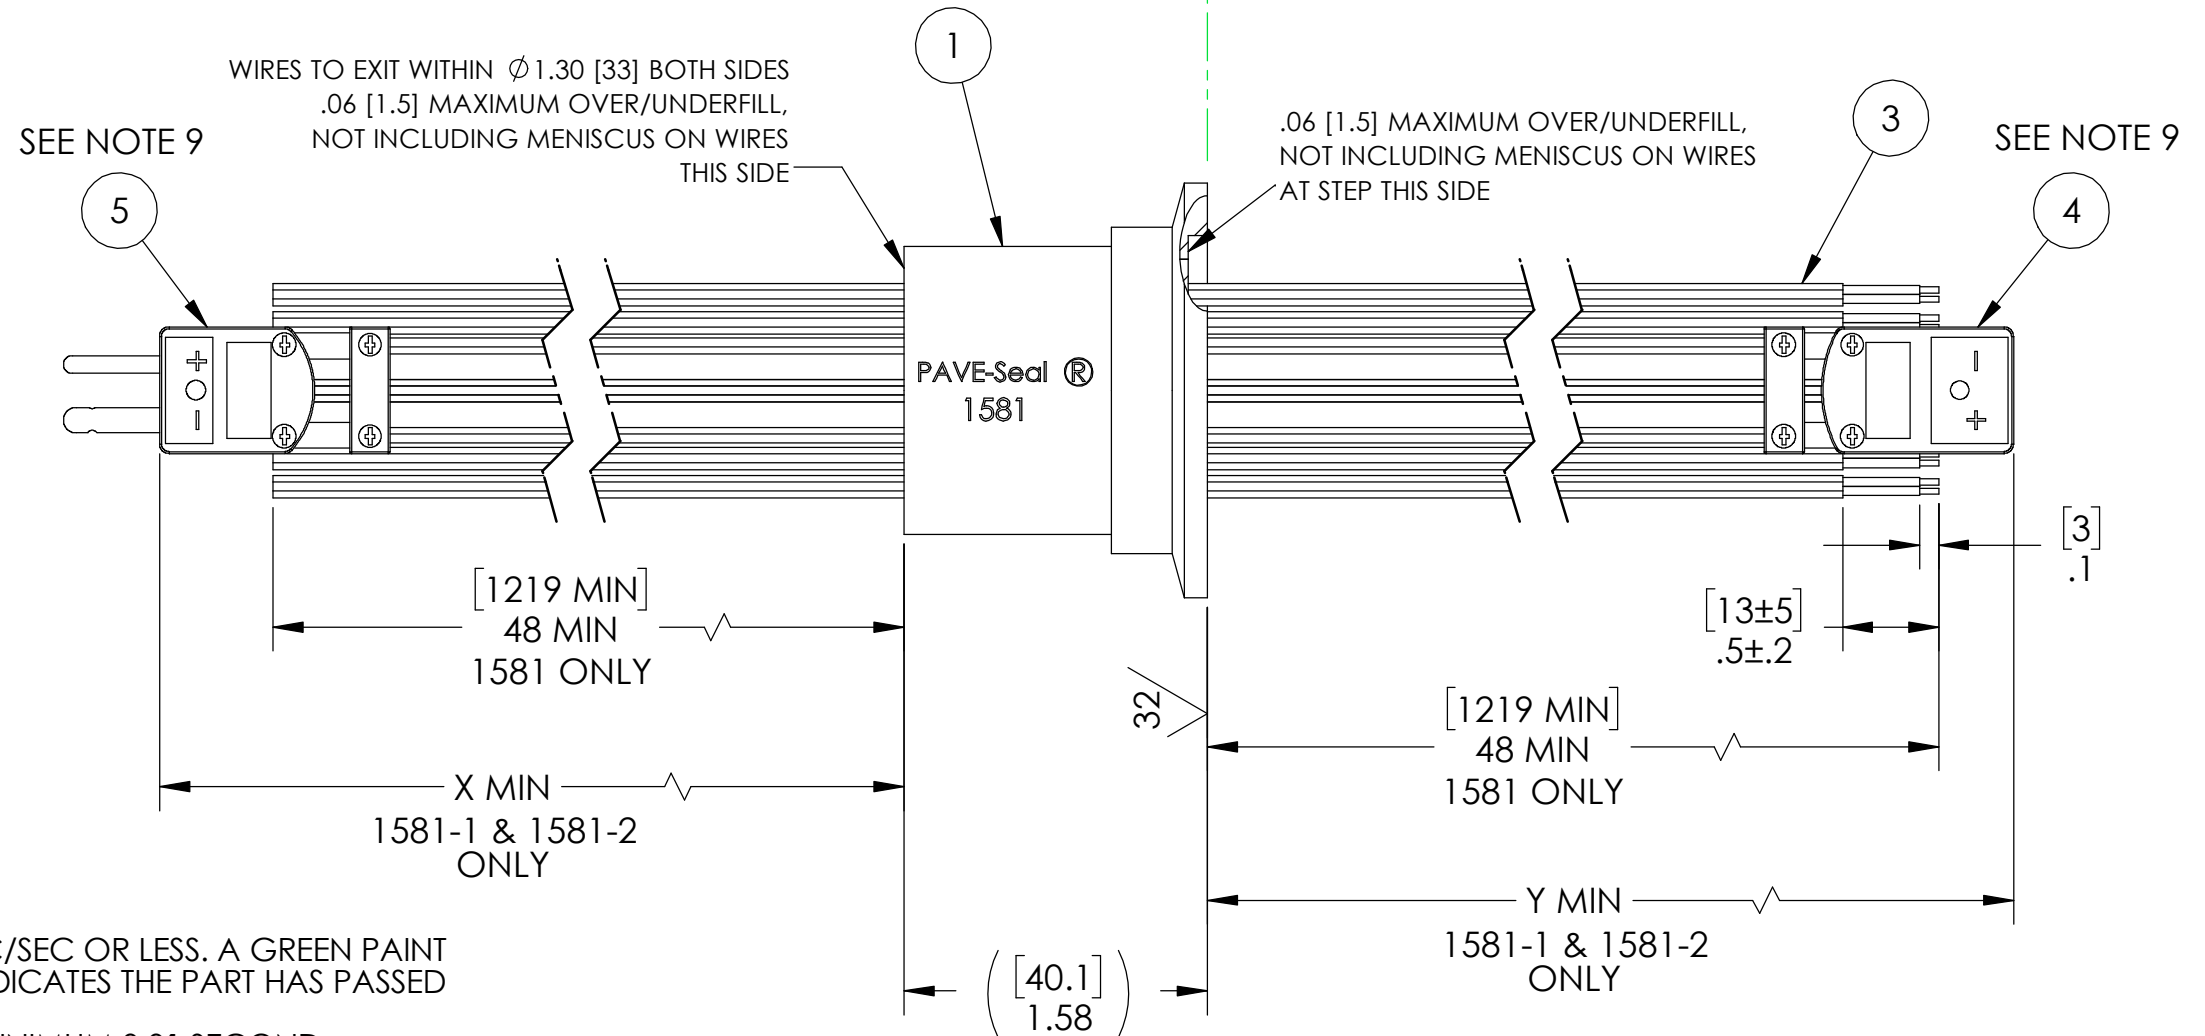 1
WIRES TO EXIT WITHIN ∅1.30 [33] BOTH SIDES
.06 [1.5] MAXIMUM OVER/UNDERFILL,
NOT INCLUDING MENISCUS ON WIRES
THIS SIDE
.06 [1.5] MAXIMUM OVER/UNDERFILL,
NOT INCLUDING MENISCUS ON WIRES
AT STEP THIS SIDE
3
SEE NOTE 9
SEE NOTE 9
5
4
+
-
PAVE-Seal ®
1581
-
+
[3]
.1
[1219 MIN]
48 MIN
1581 ONLY
[13±5]
.5±.2
32
[1219 MIN]
48 MIN
1581 ONLY
X MIN
1581-1 & 1581-2
ONLY
Y MIN
1581-1 & 1581-2
ONLY
/SEC OR LESS. A GREEN PAINT
DICATES THE PART HAS PASSED
([40.1]
1.58)